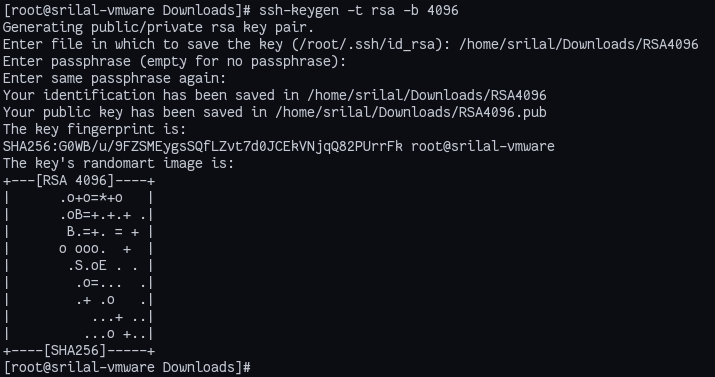 [root@srilal-vmware Downloads]# ssh-keygen -t rsa -b 4096
Generating public/private rsa key pair.
Enter file in which to save the key (/root/.ssh/id_rsa): /home/srilal/Downloads/RSA4096
Enter passphrase (empty for no passphrase):
Enter same passphrase again:
Your identification has been saved in /home/srilal/Downloads/RSA4096
Your public key has been saved in /home/srilal/Downloads/RSA4096.pub
The key fingerprint is:
SHA256:G0WB/u/9FZSMEygsSQfLZvt7d0JCEkVNjqQ82PUrrFk root@srilal-vmware
The key's randomart image is:
+---[RSA 4096]----+
|      .o+o=*+o   |
|      .oB=+.+.+ .|
|       B.=+. = + |
|      o ooo.  +  |
|       .S.oE . . |
|        .o=...  .|
|        .+ .o   .|
|          ...+ ..|
|         ...o +..|
+----[SHA256]-----+
[root@srilal-vmware Downloads]#